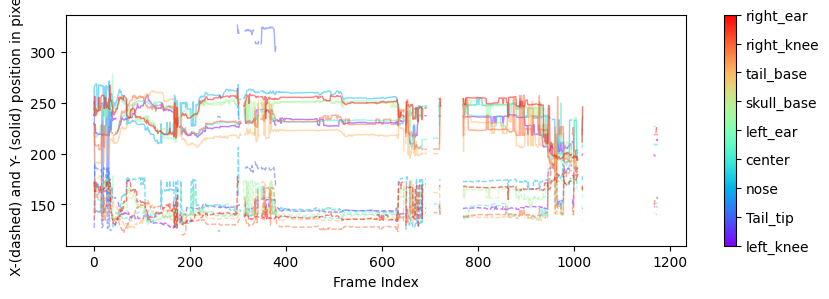 X-(dashed) and Y- (solid) position in pixe
300
250
200
150
0
200
400
600
800
1000
1200
Frame Index
right_ear
right_knee
tail_base
skull_base
left_ear
center
nose
Tail_tip
left_knee